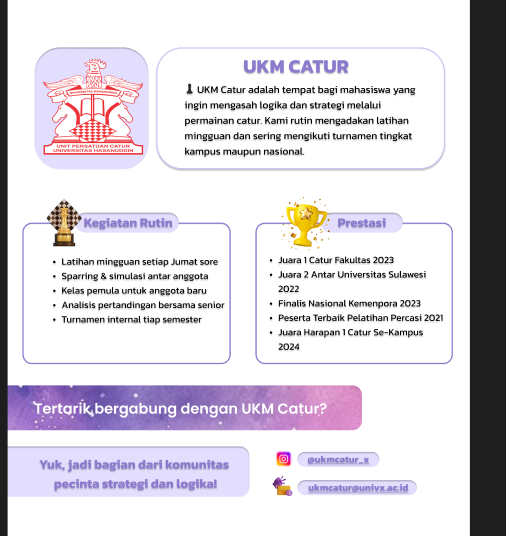 UKM CATUR
UKM Catur adalah tempat bagi mahasiswa yang
ingin mengasah logika dan strategi melalui
permainan catur. Kami rutin mengadakan latihan
mingguan dan sering mengikuti turnamen tingkat
kampus maupun nasional.
UNIT PERSATUAN CATUR
UNIVERSITAS HASANUDDIN
Kegiatan Rutin
• Latihan mingguan setiap Jumat sore
• Sparring & simulasi antar anggota
• Kelas pemula untuk anggota baru
• Analisis pertandingan bersama senior
• Turnamen internal tiap semester
Prestasi
• Juara 1 Catur Fakultas 2023
• Juara 2 Antar Universitas Sulawesi
2022
• Finalis Nasional Kemenpora 2023
• Peserta Terbaik Pelatihan Percasi 2021
• Juara Harapan 1 Catur Se-Kampus
2024
Tertarik bergabung dengan UKM Catur?
Yuk, jadi bagian dari komunitas
pecinta strategi dan logika!
@ukmcatur_x
ukmcatur@univx.ac.id